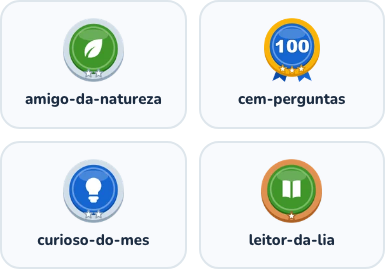 amigo-da-natureza
100
cem-perguntas
curioso-do-mes
leitor-da-lia